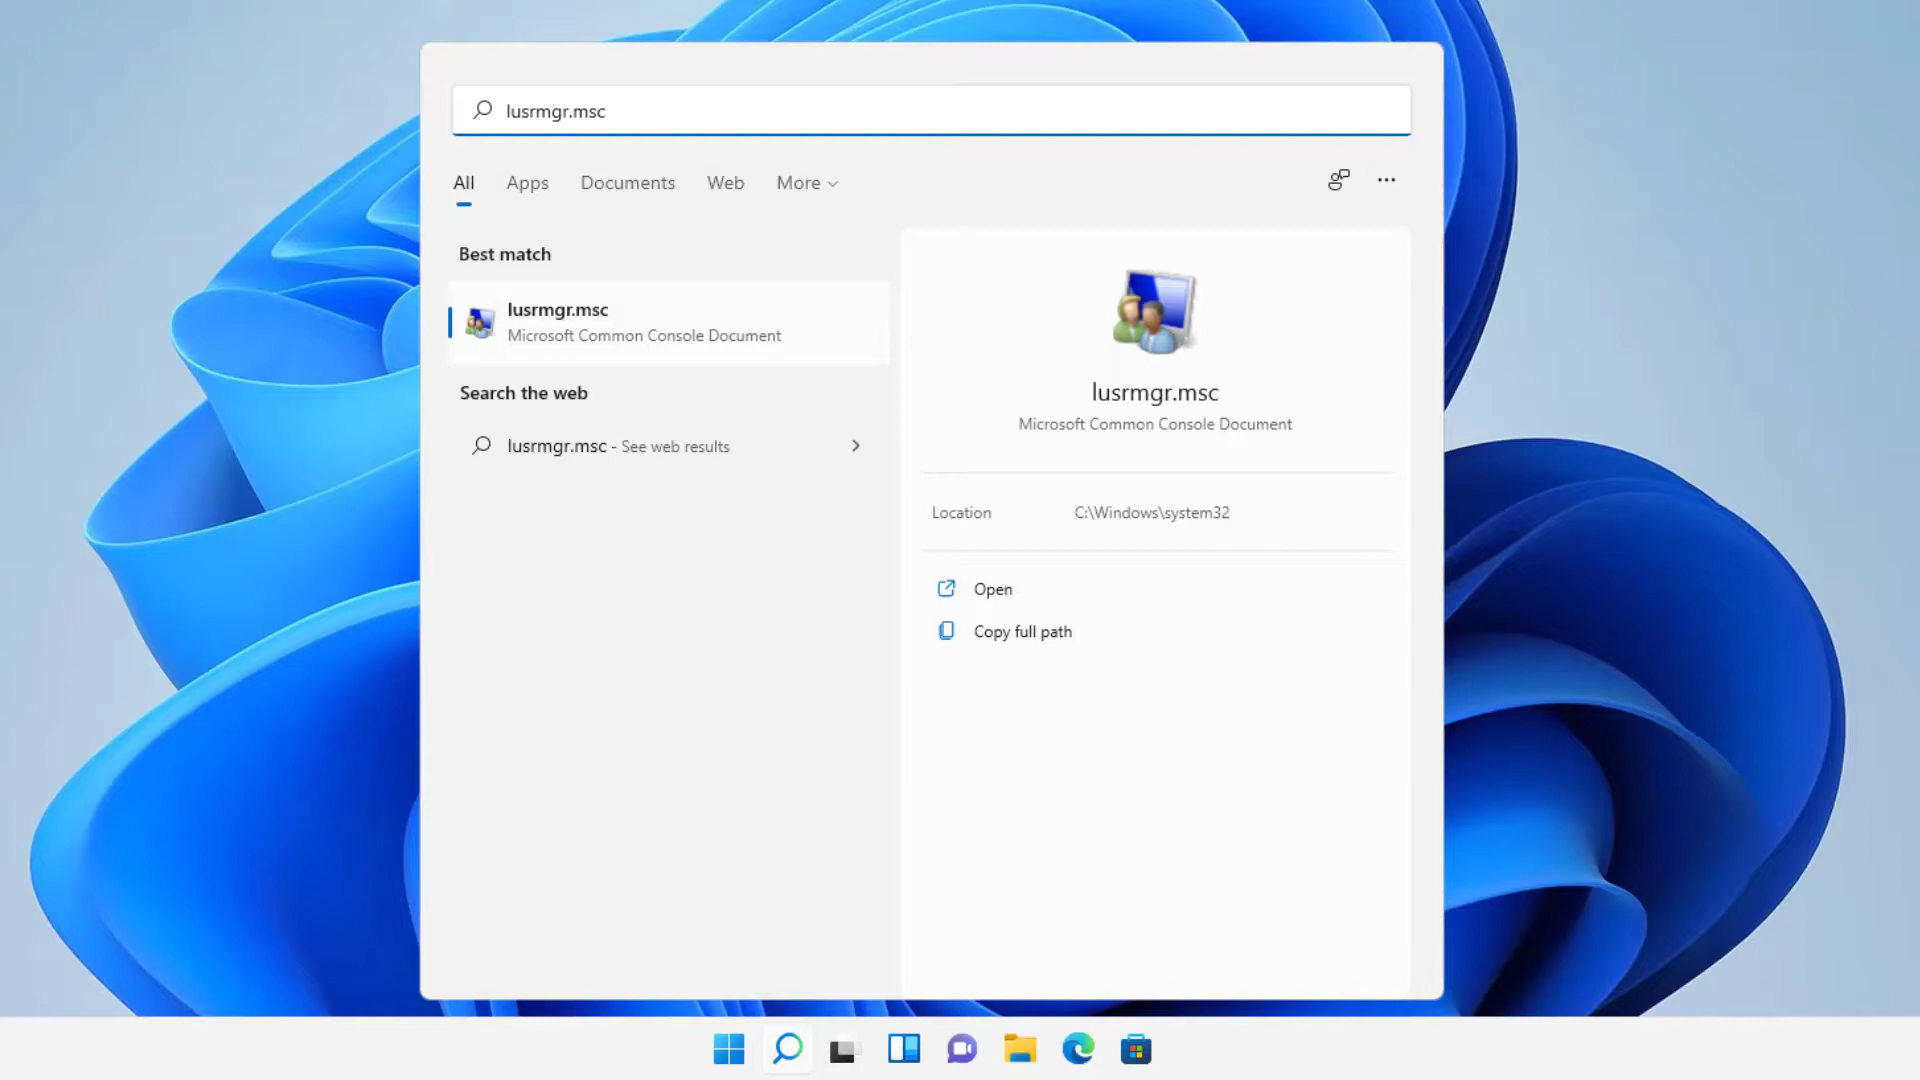 lusrmgr.msc
All Apps Documents Web More
Best match
lusrmgr.msc
Microsoft Common Console Document
Search the web
lusrmgr.msc - See web results
lusrmgr.msc
Microsoft Common Console Document
Location C:\Windows\system32
Open
Copy full path